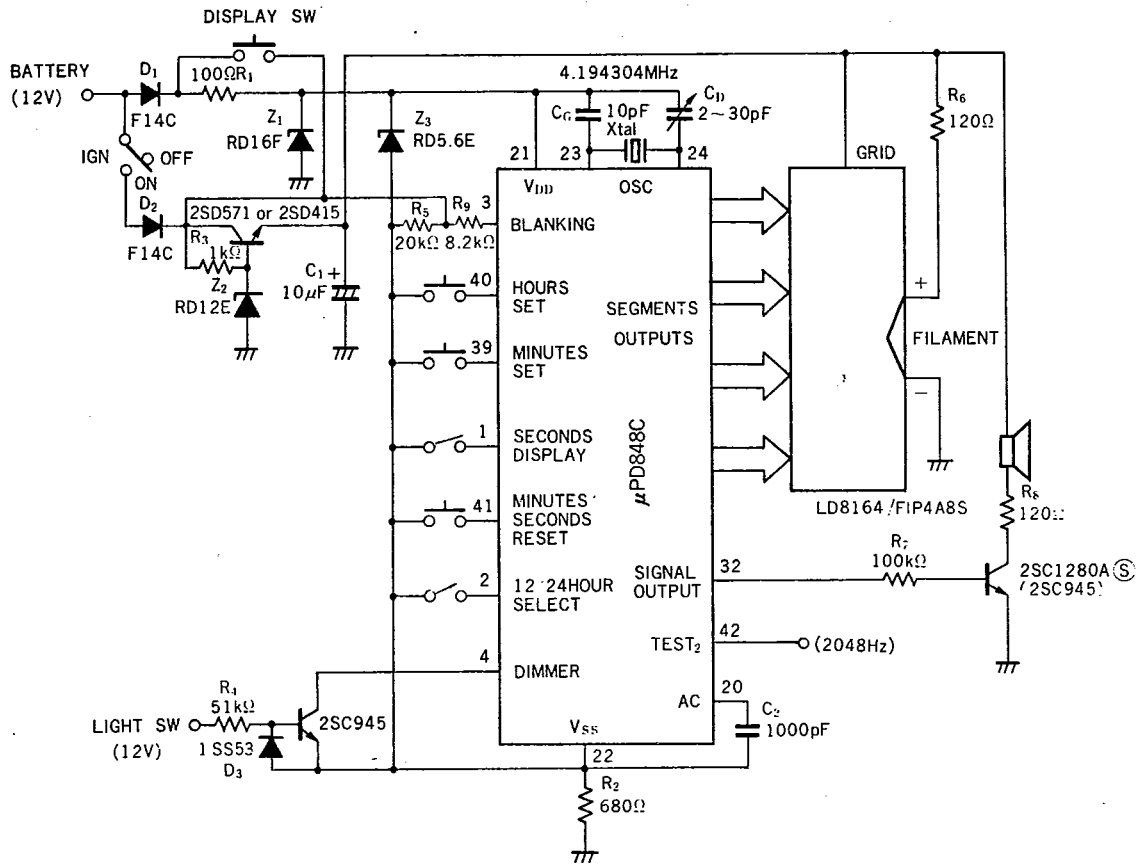 DISPLAY SW
BATTERY
(12V)
D1
F14C
100ΩR1
4.194304MHz
CG
10pF
Xtal
CD
2~30pF
R6
120Ω
IGN
OFF
ON
Z1
RD16F
Z3
RD5.6E
21
23
24
VDD
OSC
GRID
D2
F14C
2SD571 or 2SD415
R3
1kΩ
Z2
RD12E
C1 +
10μF
R5
20kΩ
R9
8.2kΩ
3
BLANKING
40
HOURS
SET
39
MINUTES
SET
1
SECONDS
DISPLAY
41
MINUTES
SECONDS
RESET
2
12 24HOUR
SELECT
4
DIMMER
SEGMENTS
OUTPUTS
μPD848C
+
FILAMENT
−
LD8164/FIP4A8S
R8
120Ω
R7
100kΩ
SIGNAL
OUTPUT
32
2SC1280A Ⓢ
(2SC945)
TEST2
42
(2048Hz)
AC
20
C2
1000pF
VSS
22
R2
680Ω
LIGHT SW
(12V)
R4
51kΩ
1SS53
D3
2SC945